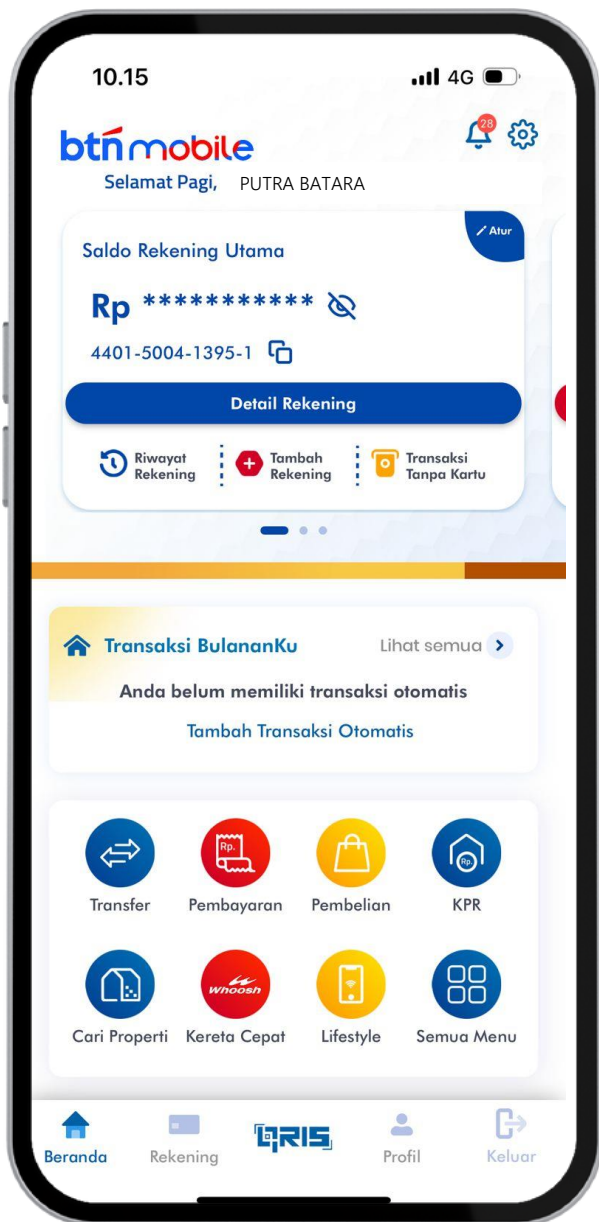 10.15 4G
28
btn mobile
Selamat Pagi, PUTRA BATARA
Atur
Saldo Rekening Utama
Rp ***********
4401-5004-1395-1
Detail Rekening
Riwayat Rekening
Tambah Rekening
Transaksi Tanpa Kartu
Transaksi BulananKu Lihat semua
Anda belum memiliki transaksi otomatis
Tambah Transaksi Otomatis
Rp. Rp.
Transfer Pembayaran Pembelian KPR
whoosh
Cari Properti Kereta Cepat Lifestyle Semua Menu
QRIS
Beranda Rekening Profil Keluar